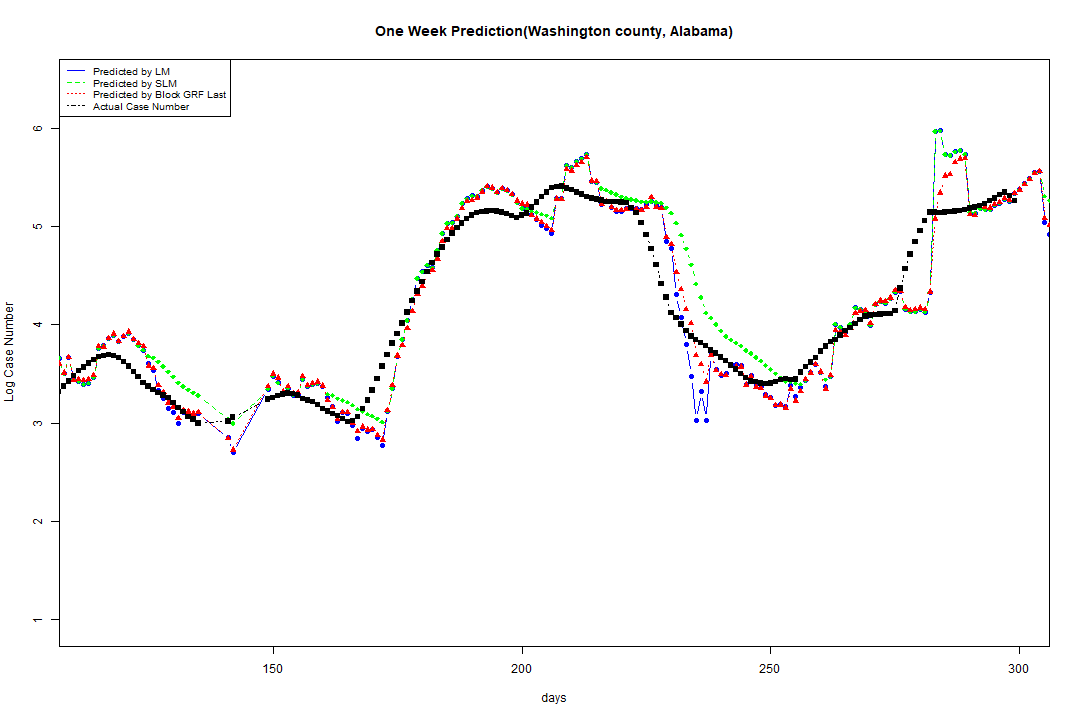 One Week Prediction(Washington county, Alabama)
Predicted by LM
Predicted by SLM
Predicted by Block GRF Last
Actual Case Number
6
5
4
3
2
1
Log Case Number
150 200 250 300
days